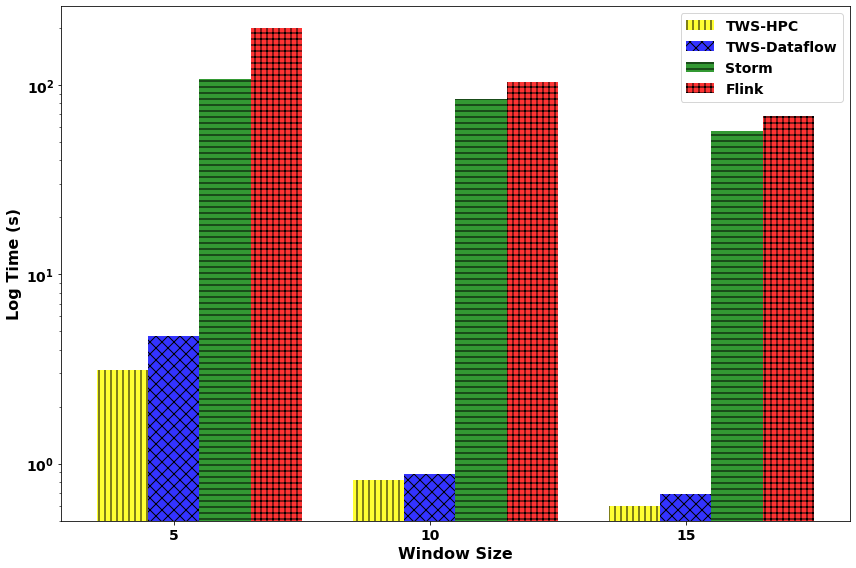 TWS-HPC
TWS-Dataflow
Storm
Flink
Log Time (s)
10²
10¹
10⁰
5
10
15
Window Size